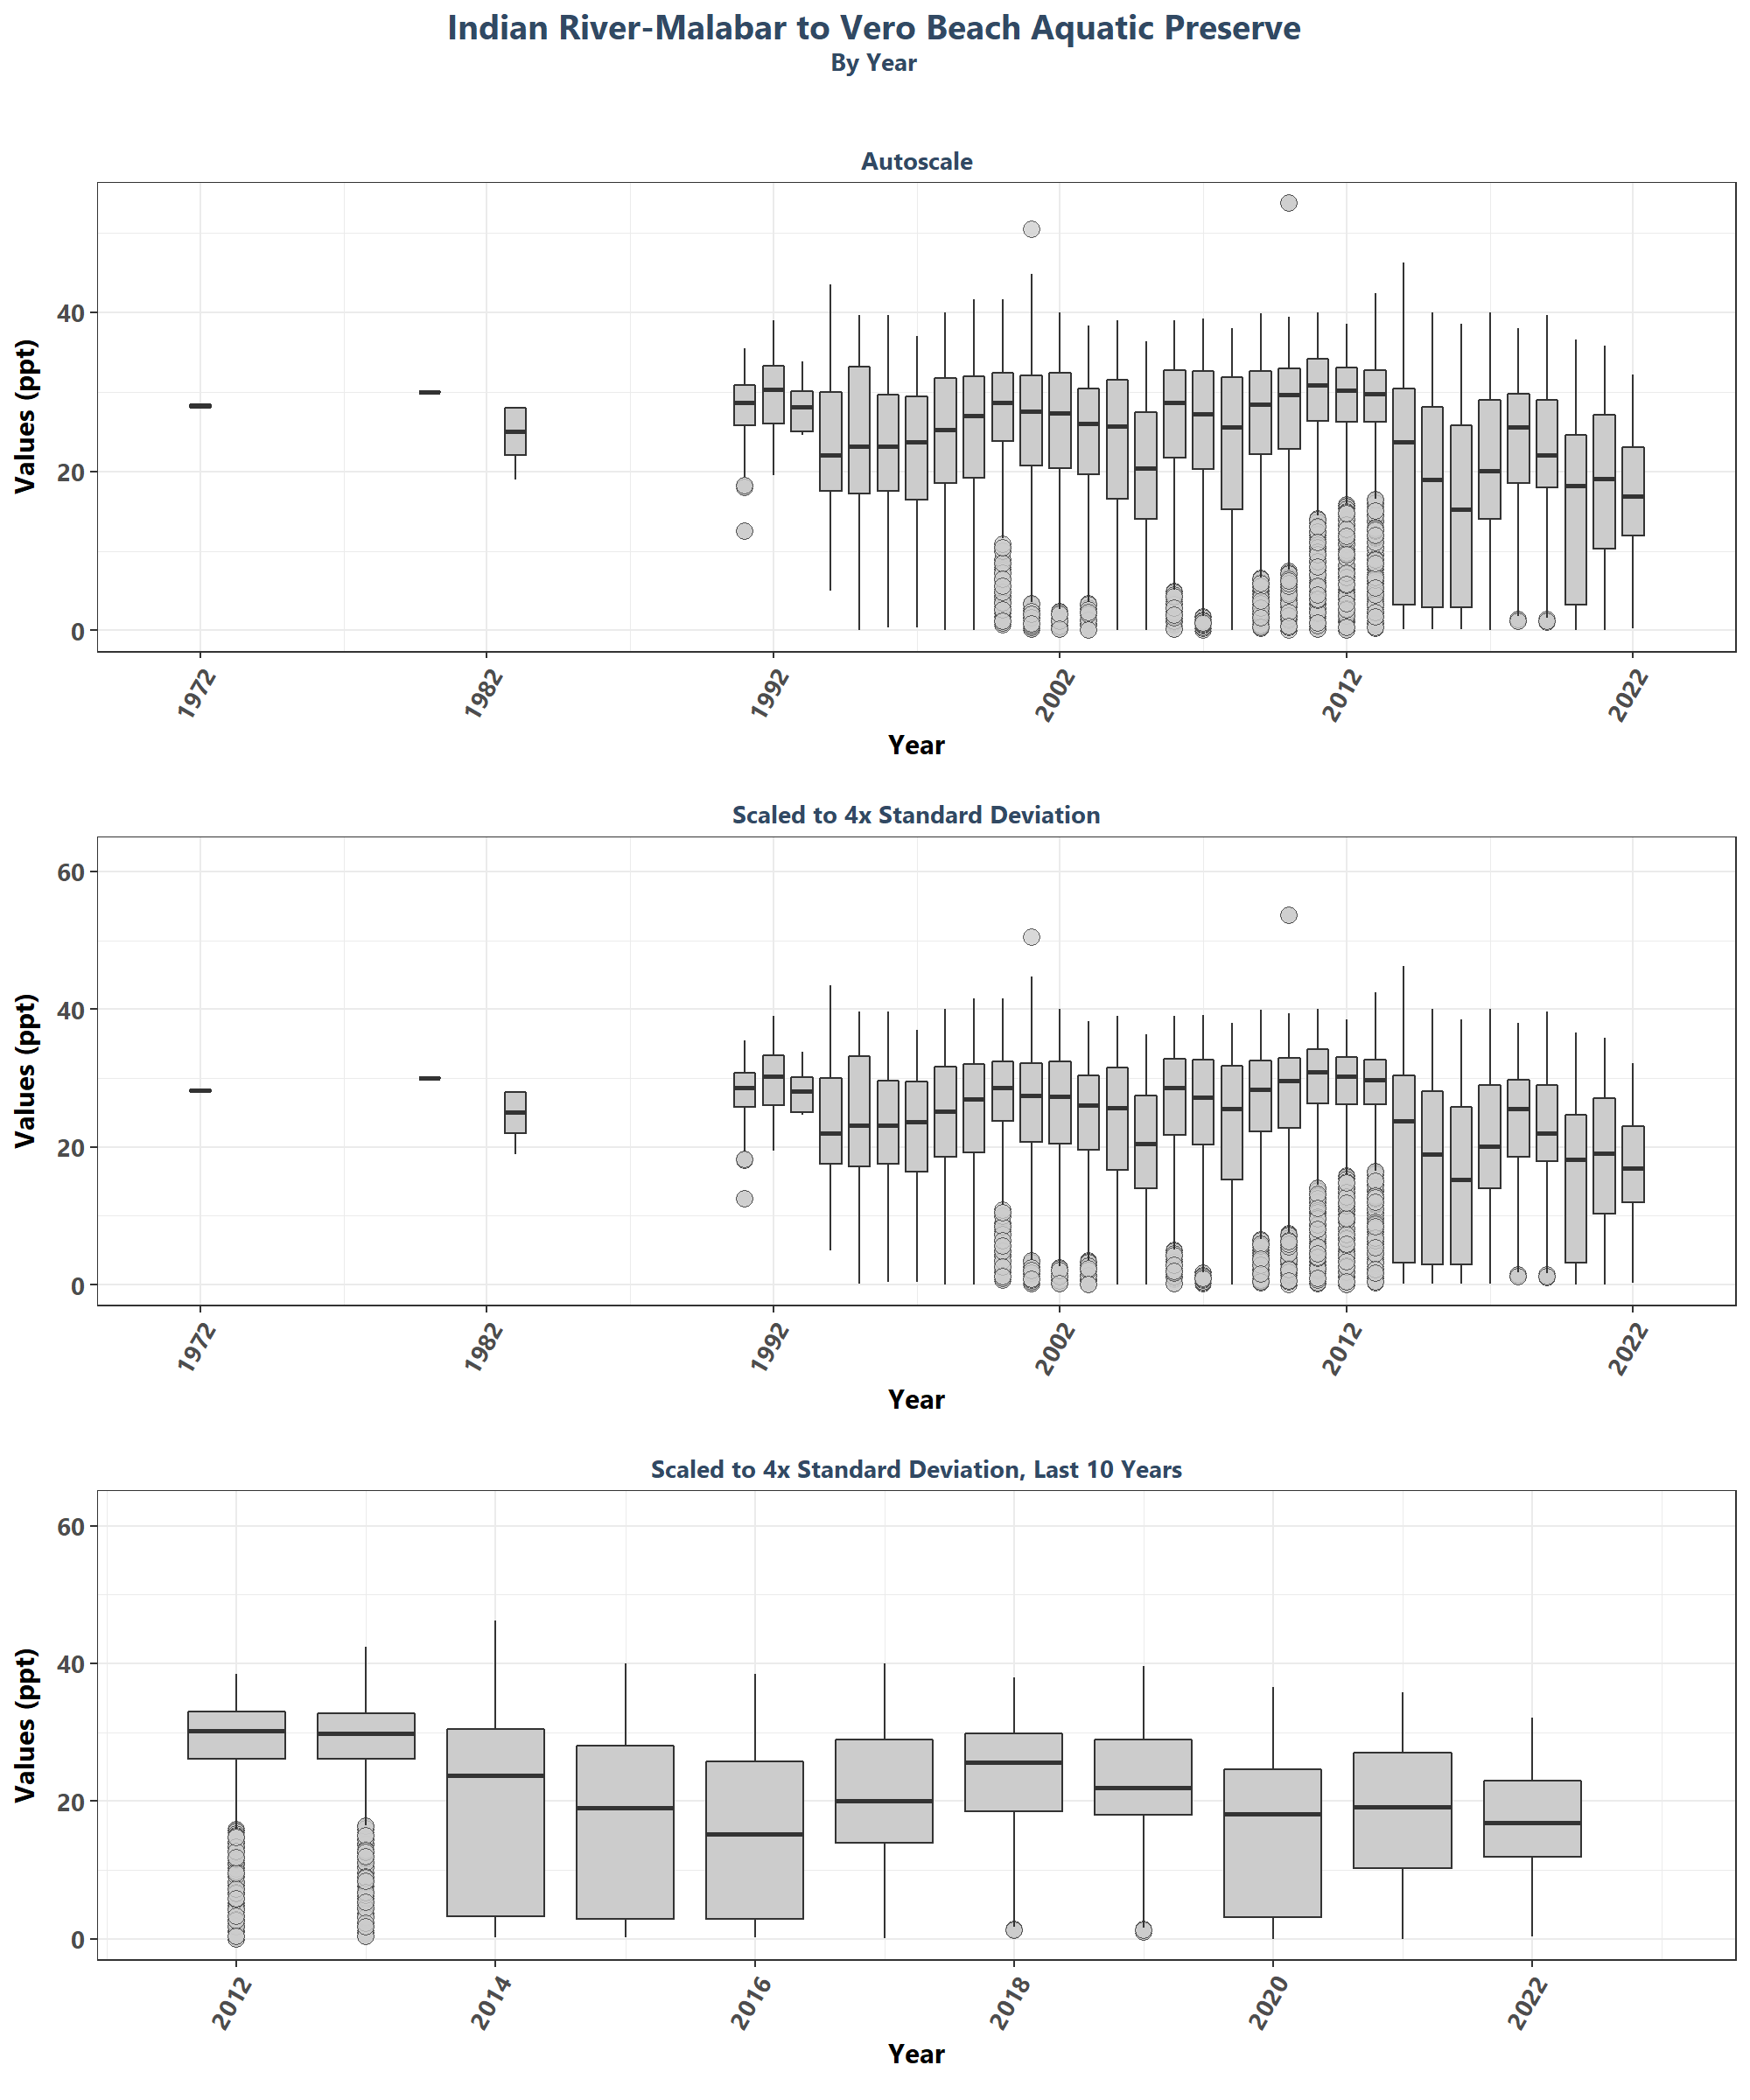 Indian River-Malabar to Vero Beach Aquatic Preserve
By Year
Autoscale
Values (ppt)
40
20
0
1972 1982 1992 2002 2012 2022
Year
Scaled to 4x Standard Deviation
Values (ppt)
60
40
20
0
1972 1982 1992 2002 2012 2022
Year
Scaled to 4x Standard Deviation, Last 10 Years
Values (ppt)
60
40
20
0
2012 2014 2016 2018 2020 2022
Year